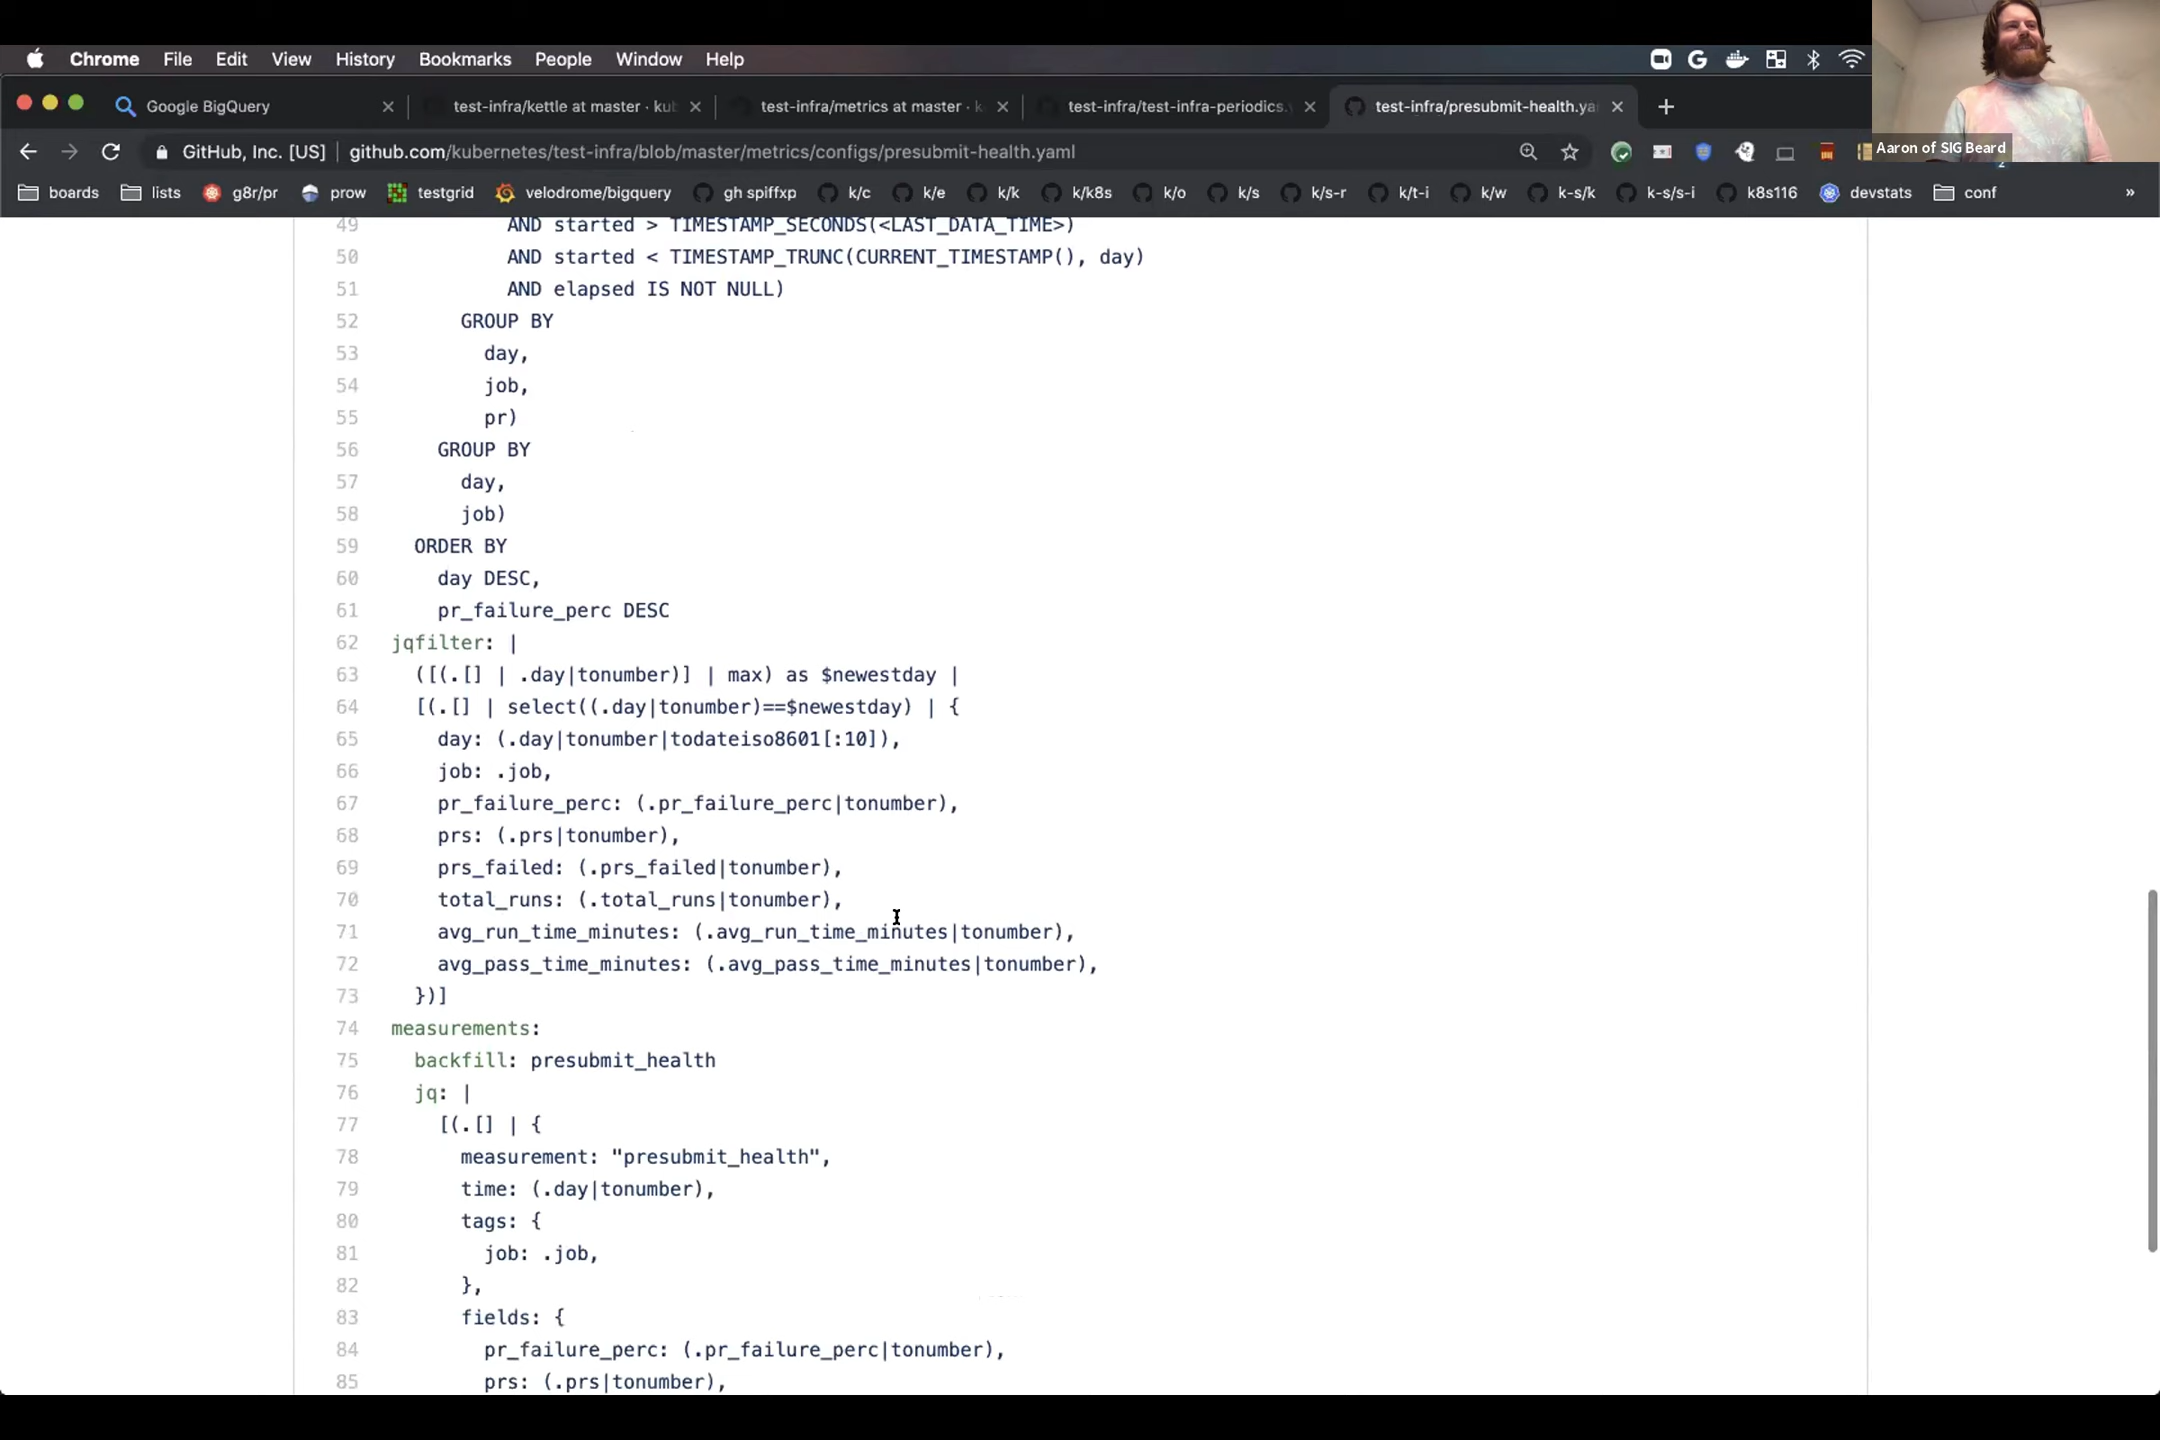 Chrome File Edit View History Bookmarks People Window Help
Google BigQuery
test-infra/kettle at master · kub
test-infra/metrics at master · k
test-infra/test-infra-periodics.y
test-infra/presubmit-health.ya
GitHub, Inc. [US] | github.com/kubernetes/test-infra/blob/master/metrics/configs/presubmit-health.yaml
Aaron of SIG Beard
boards lists g8r/pr prow testgrid velodrome/bigquery gh spiffxp k/c k/e k/k k/k8s k/o k/s k/s-r k/t-i k/w k-s/k k-s/s-i k8s116 devstats conf »
49 AND started > TIMESTAMP_SECONDS(<LAST_DATA_TIME>)
50 AND started < TIMESTAMP_TRUNC(CURRENT_TIMESTAMP(), day)
51 AND elapsed IS NOT NULL)
52 GROUP BY
53 day,
54 job,
55 pr)
56 GROUP BY
57 day,
58 job)
59 ORDER BY
60 day DESC,
61 pr_failure_perc DESC
62 jqfilter: |
63 ([(.[] | .day|tonumber)] | max) as $newestday |
64 [(.[] | select((.day|tonumber)==$newestday) | {
65 day: (.day|tonumber|todateiso8601[:10]),
66 job: .job,
67 pr_failure_perc: (.pr_failure_perc|tonumber),
68 prs: (.prs|tonumber),
69 prs_failed: (.prs_failed|tonumber),
70 total_runs: (.total_runs|tonumber),
71 avg_run_time_minutes: (.avg_run_time_minutes|tonumber),
72 avg_pass_time_minutes: (.avg_pass_time_minutes|tonumber),
73 })]
74 measurements:
75 backfill: presubmit_health
76 jq: |
77 [(.[] | {
78 measurement: "presubmit_health",
79 time: (.day|tonumber),
80 tags: {
81 job: .job,
82 },
83 fields: {
84 pr_failure_perc: (.pr_failure_perc|tonumber),
85 prs: (.prs|tonumber),